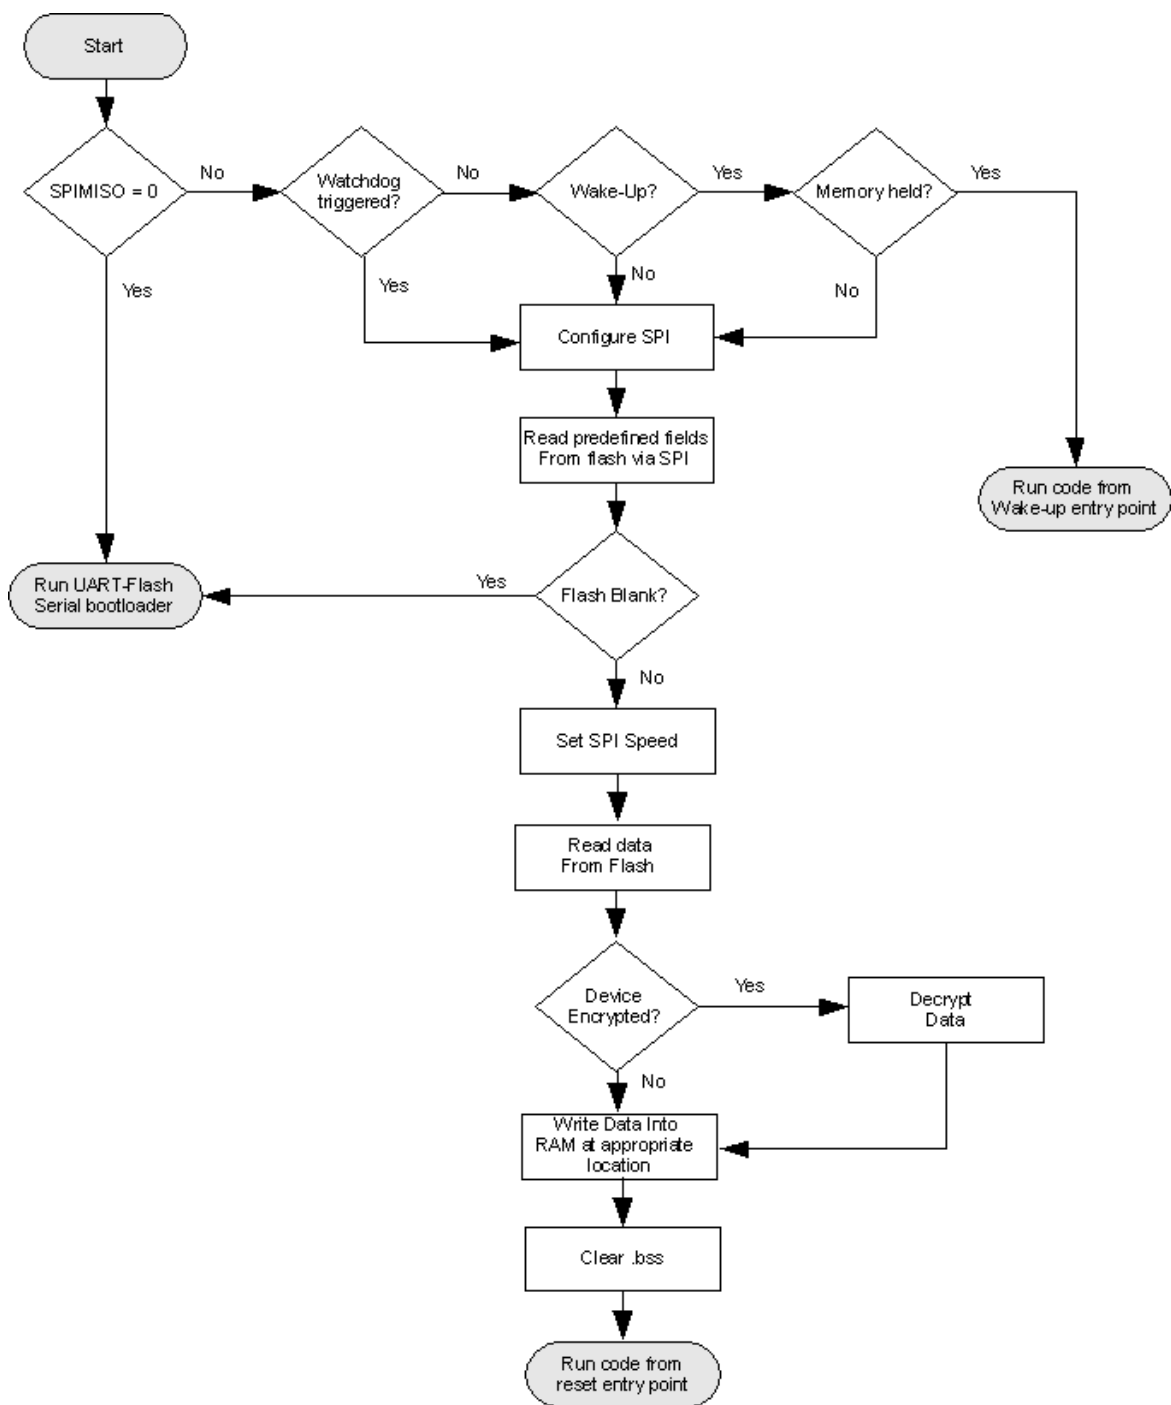 Start
SPIMISO = 0
No
Watchdog
triggered?
No
Wake-Up?
Yes
Memory held?
Yes
Yes
Yes
No
No
Configure SPI
Read predefined fields
From flash via SPI
Run code from
Wake-up entry point
Run UART-Flash
Serial bootloader
Yes
Flash Blank?
No
Set SPI Speed
Read data
From Flash
Device
Encrypted?
Yes
Decrypt
Data
No
Write Data Into
RAM at appropriate
location
Clear .bss
Run code from
reset entry point